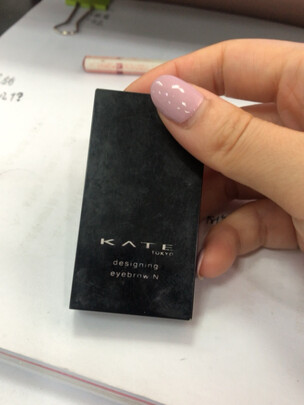 KATE
TOKYO
designing
eyebrow N